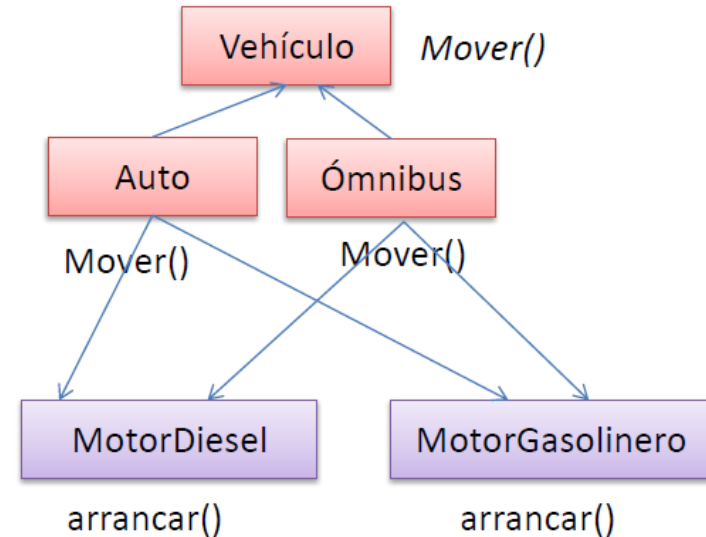 Vehículo
Mover()
Auto
Ómnibus
Mover()
Mover()
MotorDiesel
MotorGasolinero
arrancar()
arrancar()